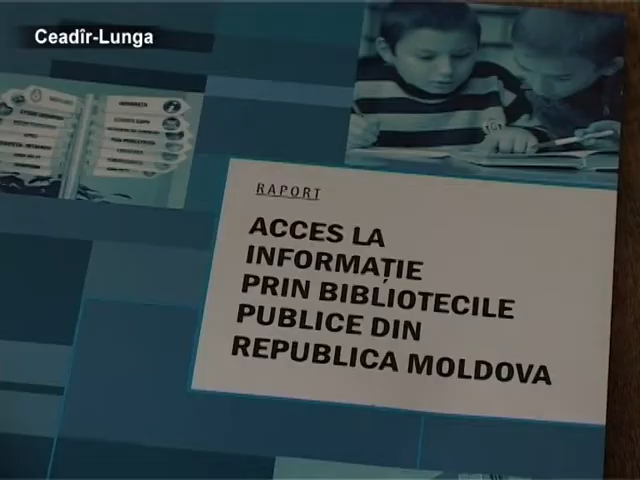 Ceadîr-Lunga
RAPORT
ACCES LA
INFORMAȚIE
PRIN BIBLIOTECILE
PUBLICE DIN
REPUBLICA MOLDOVA